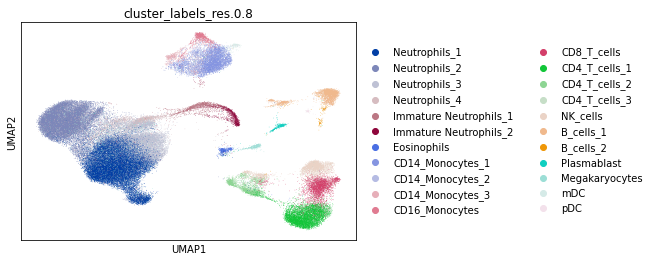 cluster_labels_res.0.8
UMAP2
UMAP1
Neutrophils_1
Neutrophils_2
Neutrophils_3
Neutrophils_4
Immature Neutrophils_1
Immature Neutrophils_2
Eosinophils
CD14_Monocytes_1
CD14_Monocytes_2
CD14_Monocytes_3
CD16_Monocytes
CD8_T_cells
CD4_T_cells_1
CD4_T_cells_2
CD4_T_cells_3
NK_cells
B_cells_1
B_cells_2
Plasmablast
Megakaryocytes
mDC
pDC